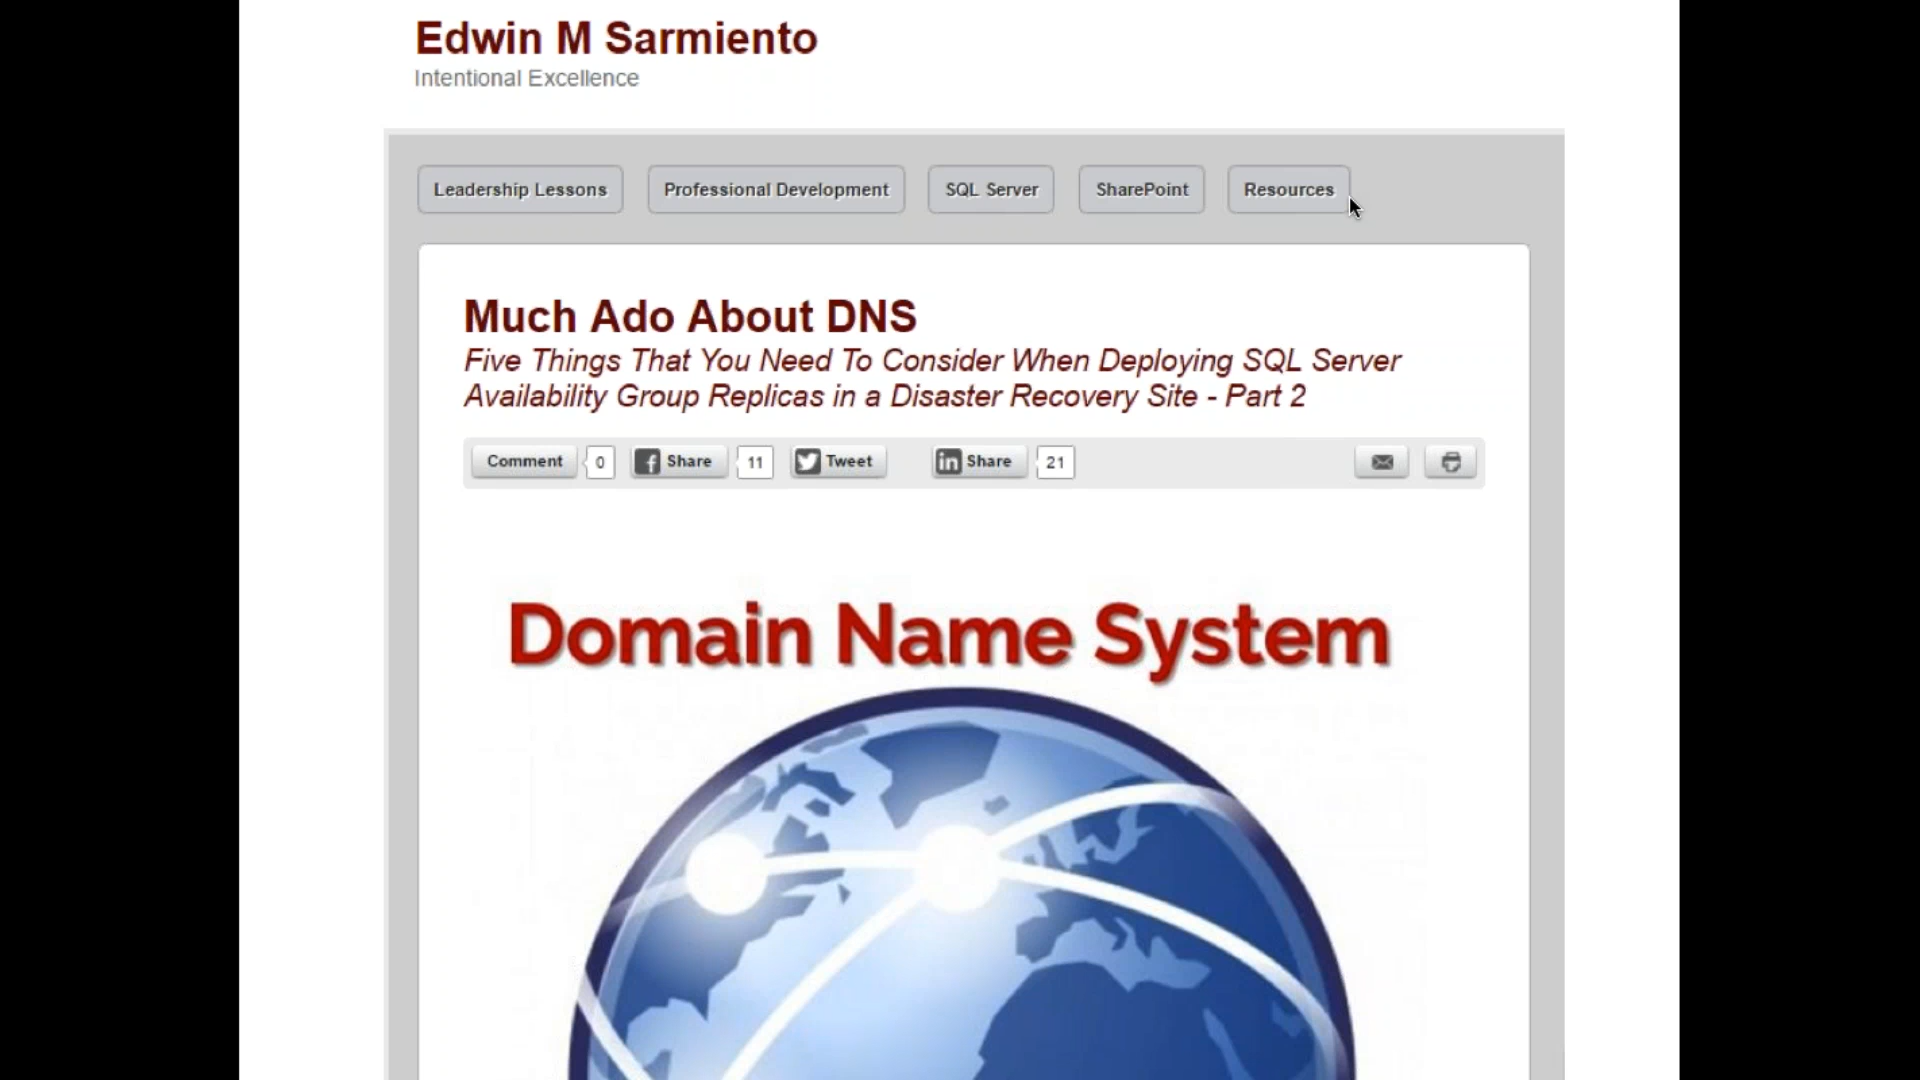 Edwin M Sarmiento
Intentional Excellence
Leadership Lessons Professional Development SQL Server SharePoint Resources
Much Ado About DNS
Five Things That You Need To Consider When Deploying SQL Server
Availability Group Replicas in a Disaster Recovery Site - Part 2
Comment 0 f Share 11 Tweet in Share 21
Domain Name System